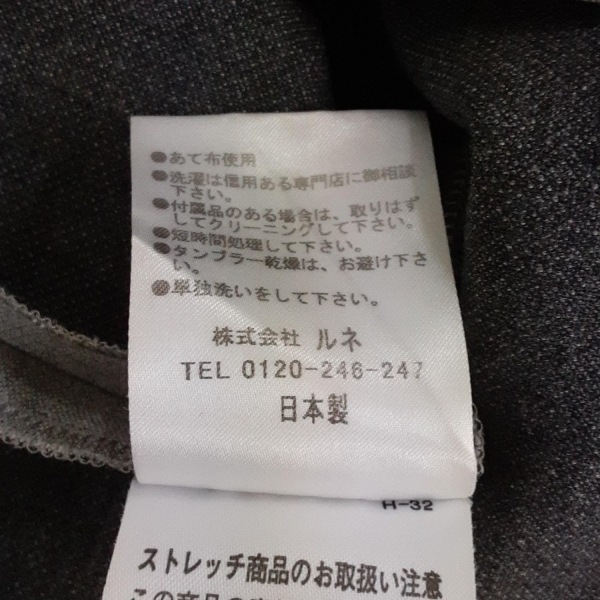 ●あて布使用
●洗濯は信用ある専門店に御相談
下さい。
●付属品のある場合は、取りはず
してクリーニングして下さい。
●短時間処理して下さい。
●タンブラー乾燥は、お避け下さ
い。
●単独洗いをして下さい。
株式会社 ルネ
TEL 0120-246-247
日本製
H-32
ストレッチ商品のお取扱い注意
この商品の